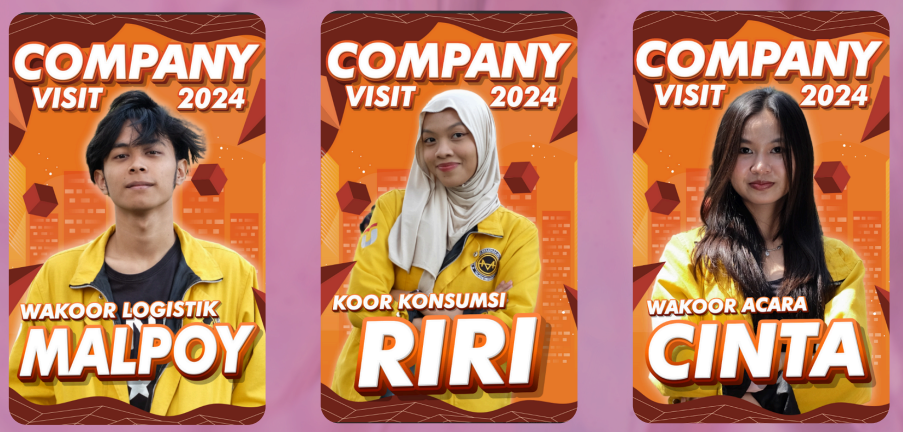 COMPANY
VISIT 2024
WAKOOR LOGISTIK
MALPOY
COMPANY
VISIT 2024
KOOR KONSUMSI
RIRI
COMPANY
VISIT 2024
WAKOOR ACARA
CINTA